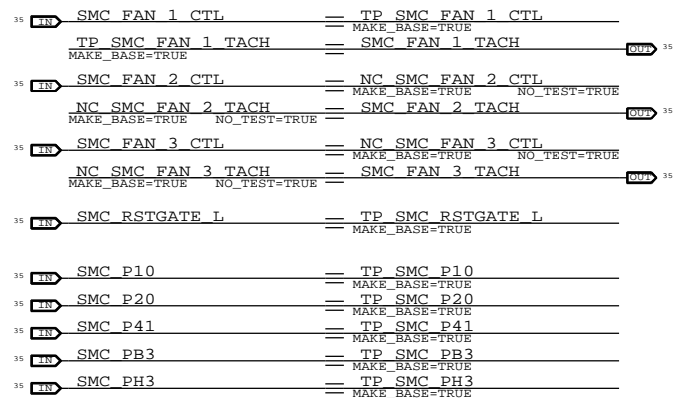 35 IN SMC_FAN_1_CTL = TP_SMC_FAN_1_CTL
MAKE_BASE=TRUE
TP_SMC_FAN_1_TACH = SMC_FAN_1_TACH OUT 35
MAKE_BASE=TRUE
35 IN SMC_FAN_2_CTL = NC_SMC_FAN_2_CTL
MAKE_BASE=TRUE NO_TEST=TRUE
NC_SMC_FAN_2_TACH = SMC_FAN_2_TACH OUT 35
MAKE_BASE=TRUE NO_TEST=TRUE
35 IN SMC_FAN_3_CTL = NC_SMC_FAN_3_CTL
MAKE_BASE=TRUE NO_TEST=TRUE
NC_SMC_FAN_3_TACH = SMC_FAN_3_TACH OUT 35
MAKE_BASE=TRUE NO_TEST=TRUE
35 IN SMC_RSTGATE_L = TP_SMC_RSTGATE_L
MAKE_BASE=TRUE
35 IN SMC_P10 = TP_SMC_P10
MAKE_BASE=TRUE
35 IN SMC_P20 = TP_SMC_P20
MAKE_BASE=TRUE
35 IN SMC_P41 = TP_SMC_P41
MAKE_BASE=TRUE
35 IN SMC_PB3 = TP_SMC_PB3
MAKE_BASE=TRUE
35 IN SMC_PH3 = TP_SMC_PH3
MAKE_BASE=TRUE